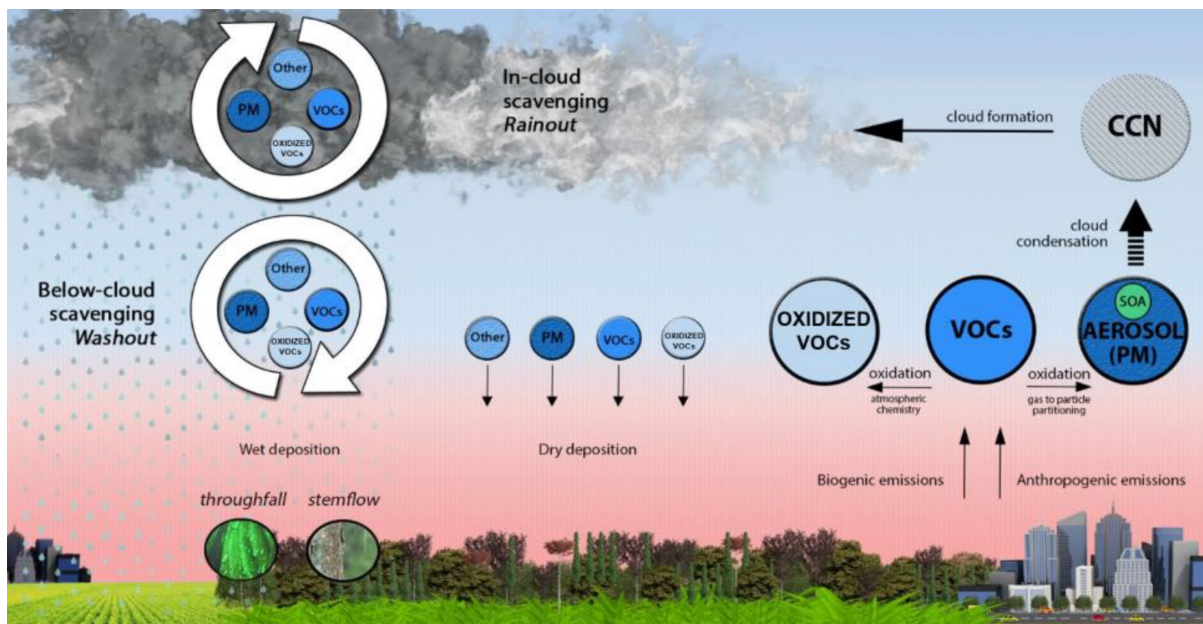 Other
PM
VOCs
OXIDIZED
VOCs
In-cloud
scavenging
Rainout
cloud formation
CCN
cloud
condensation
Below-cloud
scavenging
Washout
Other
PM
VOCs
OXIDIZED
VOCs
Other
PM
VOCs
OXIDIZED
VOCs
OXIDIZED
VOCs
VOCs
SOA
AEROSOL
(PM)
oxidation
atmospheric
chemistry
oxidation
gas to particle
partitioning
Wet deposition
Dry deposition
Biogenic emissions
Anthropogenic emissions
throughfall
stemflow